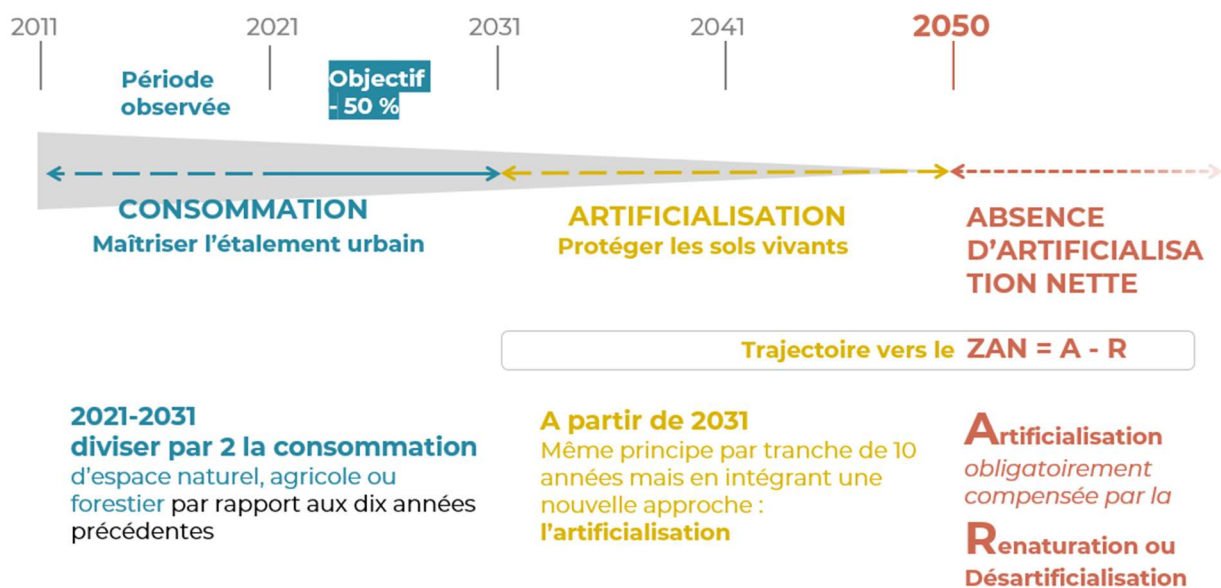 2011
2021
2031
2041
2050
Période
observée
Objectif
- 50 %
CONSOMMATION
Maîtriser l’étalement urbain
ARTIFICIALISATION
Protéger les sols vivants
ABSENCE
D’ARTIFICIALISA
TION NETTE
Trajectoire vers le ZAN = A - R
2021-2031
diviser par 2 la consommation
d’espace naturel, agricole ou
forestier par rapport aux dix années
précédentes
A partir de 2031
Même principe par tranche de 10
années mais en intégrant une
nouvelle approche :
l’artificialisation
Artificialisation
obligatoirement
compensée par la
Renaturation ou
Désartificialisation